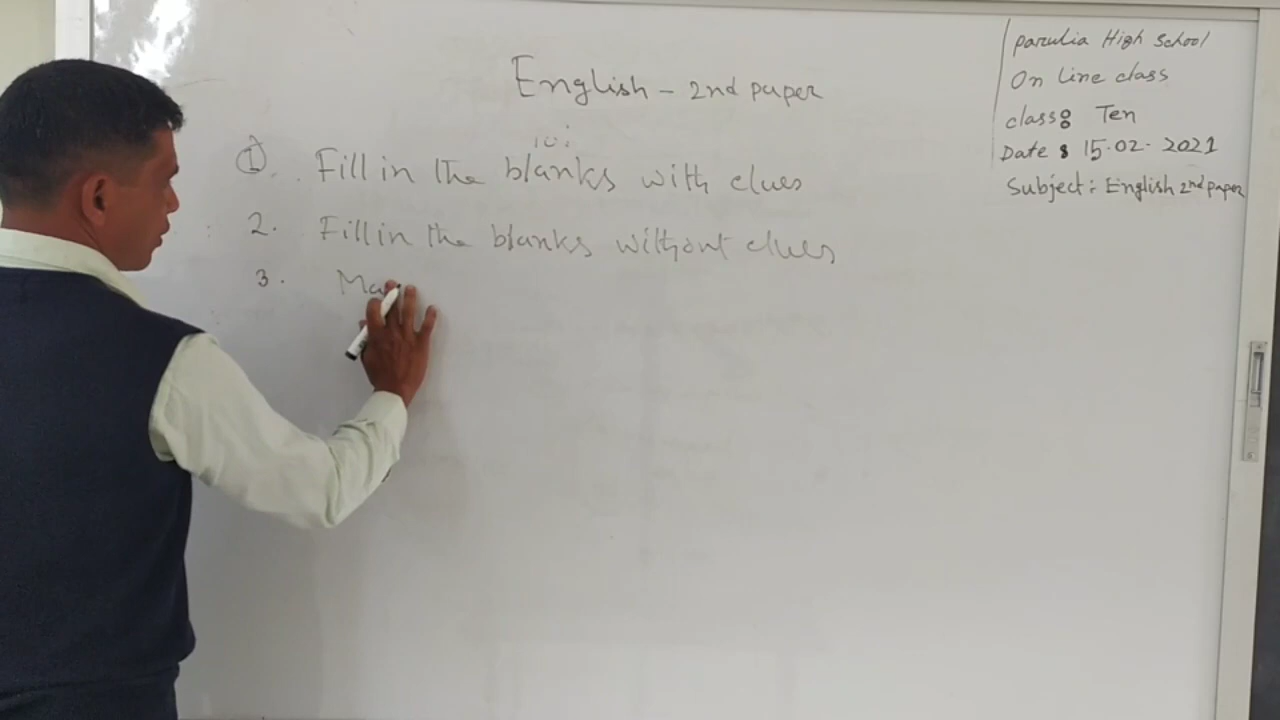 English - 2nd paper
① Fill in the blanks with clues
2. Fill in the blanks without clues
3. Ma
parulia High School
On line class
class: Ten
Date: 15.02.2021
Subject: English 2nd paper